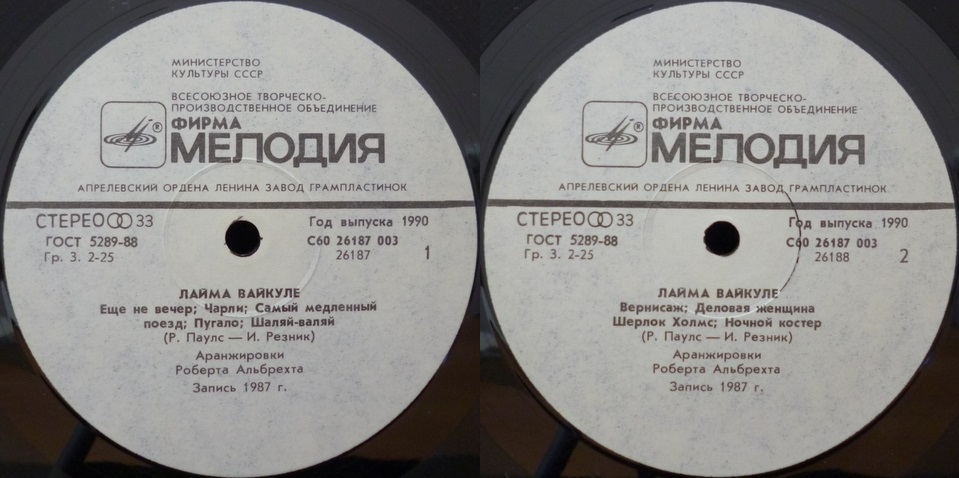 МИНИСТЕРСТВО
КУЛЬТУРЫ СССР
ВСЕСОЮЗНОЕ ТВОРЧЕСКО-
ПРОИЗВОДСТВЕННОЕ ОБЪЕДИНЕНИЕ
ФИРМА
® МЕЛОДИЯ
АПРЕЛЕВСКИЙ ОРДЕНА ЛЕНИНА ЗАВОД ГРАМПЛАСТИНОК
СТЕРЕО 33
Год выпуска 1990
ГОСТ 5289-88
С60 26187 003
Гр. 3. 2-25
26187
1
ЛАЙМА ВАЙКУЛЕ
Еще не вечер; Чарли; Самый медленный
поезд; Пугало; Шаляй-валяй
(Р. Паулс — И. Резник)
Аранжировки
Роберта Альбрехта
Запись 1987 г.
МИНИСТЕРСТВО
КУЛЬТУРЫ СССР
ВСЕСОЮЗНОЕ ТВОРЧЕСКО-
ПРОИЗВОДСТВЕННОЕ ОБЪЕДИНЕНИЕ
ФИРМА
® МЕЛОДИЯ
АПРЕЛЕВСКИЙ ОРДЕНА ЛЕНИНА ЗАВОД ГРАМПЛАСТИНОК
СТЕРЕО 33
Год выпуска 1990
ГОСТ 5289-88
С60 26187 003
Гр. 3. 2-25
26188
2
ЛАЙМА ВАЙКУЛЕ
Вернисаж; Деловая женщина
Шерлок Холмс; Ночной костер
(Р. Паулс — И. Резник)
Аранжировки
Роберта Альбрехта
Запись 1987 г.